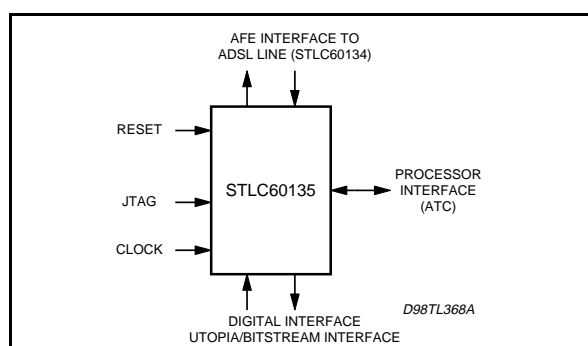 AFE INTERFACE TO
ADSL LINE (STLC60134)
RESET
JTAG
CLOCK
STLC60135
PROCESSOR
INTERFACE
(ATC)
DIGITAL INTERFACE
UTOPIA/BITSTREAM INTERFACE
D98TL368A